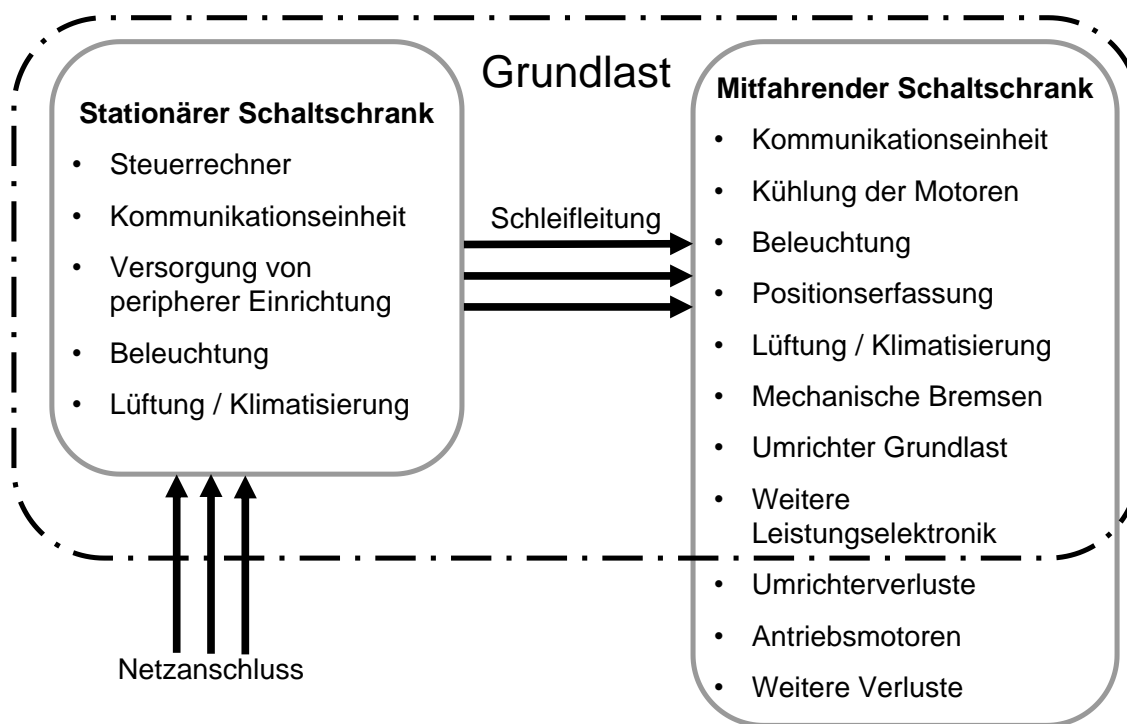 Grundlast
Stationärer Schaltschrank
• Steuerrechner
• Kommunikationseinheit
• Versorgung von
peripherer Einrichtung
• Beleuchtung
• Lüftung / Klimatisierung
Schleifleitung
Mitfahrender Schaltschrank
• Kommunikationseinheit
• Kühlung der Motoren
• Beleuchtung
• Positionserfassung
• Lüftung / Klimatisierung
• Mechanische Bremsen
• Umrichter Grundlast
• Weitere
Leistungselektronik
• Umrichterverluste
• Antriebsmotoren
• Weitere Verluste
Netzanschluss